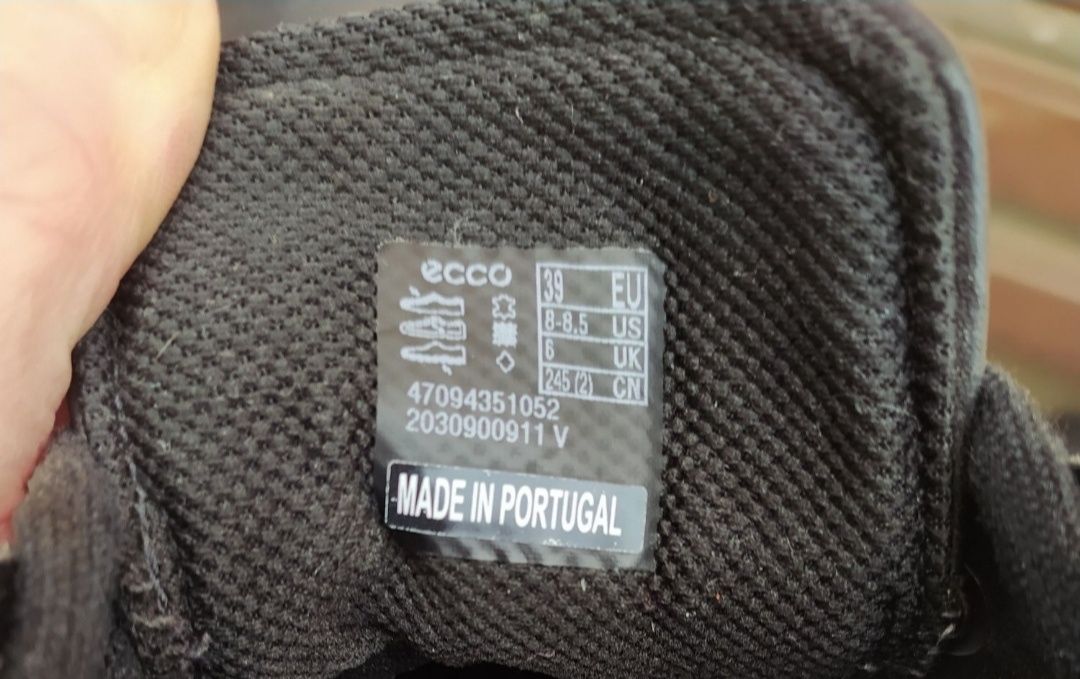 ecco
39 EU
8-8.5 US
6 UK
245 (2) CN
47094351052
2030900911 V
MADE IN PORTUGAL